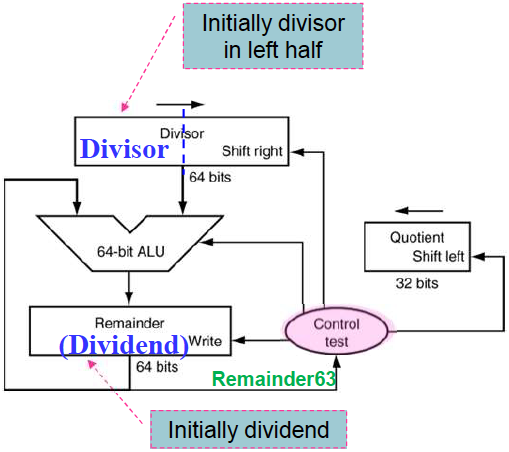 Initially divisor
in left half
Divisor
Divisor
Shift right
64 bits
64-bit ALU
Quotient
Shift left
32 bits
Remainder
(Dividend)
Write
64 bits
Control
test
Remainder63
Initially dividend